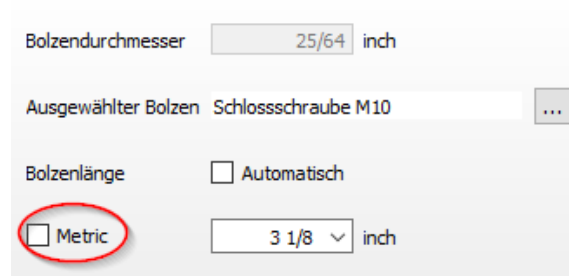 Bolzendurchmesser 25/64 inch
Ausgewählter Bolzen Schlossschraube M10 ...
Bolzenlänge Automatisch
Metric 3 1/8 inch